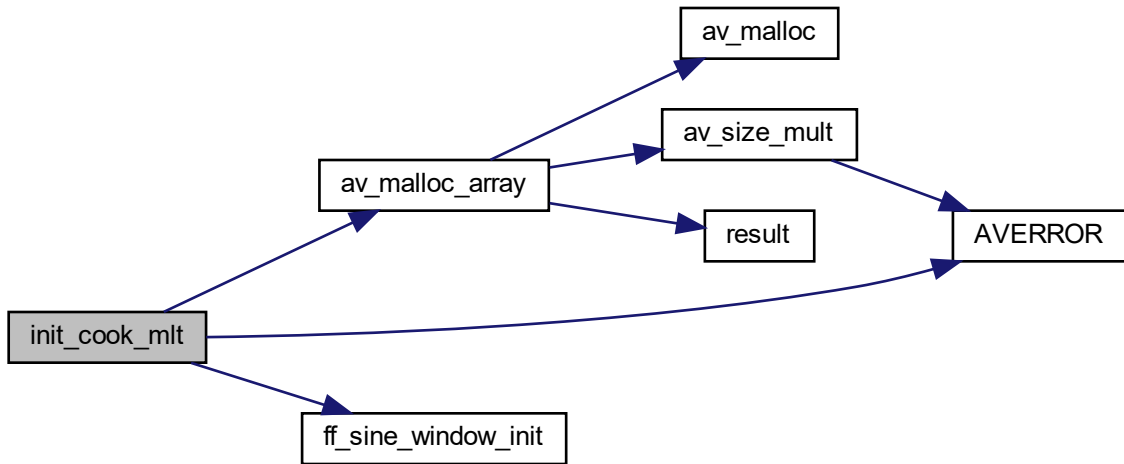 av_malloc
av_size_mult
av_malloc_array
result
AVERROR
init_cook_mlt
ff_sine_window_init